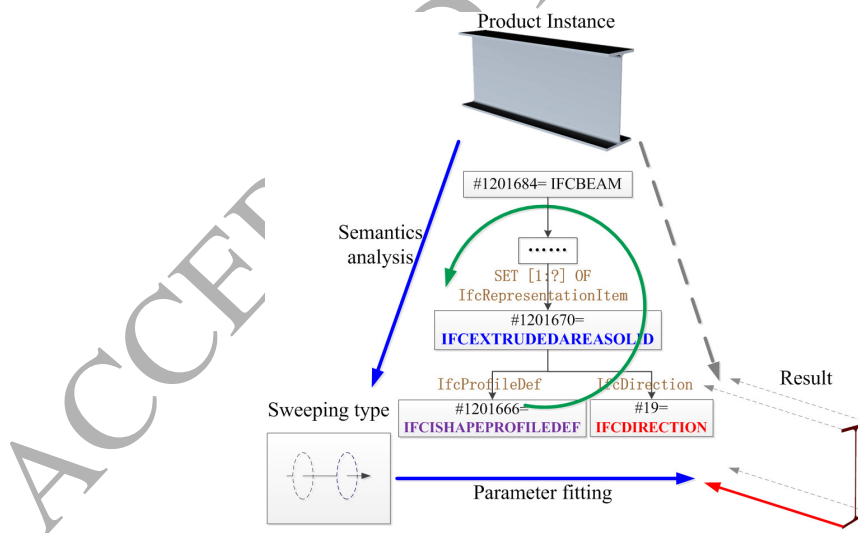 Product Instance
#1201684= IFCBEAM
Semantics
analysis
......
SET [1:?] OF
IfcRepresentationItem
#1201670=
IFCEXTRUDEDAREASOLID
IfcProfileDef
IfcDirection
Result
Sweeping type
#1201666=
IFCISHAPEPROFILEDEF
#19=
IFCDIRECTION
Parameter fitting